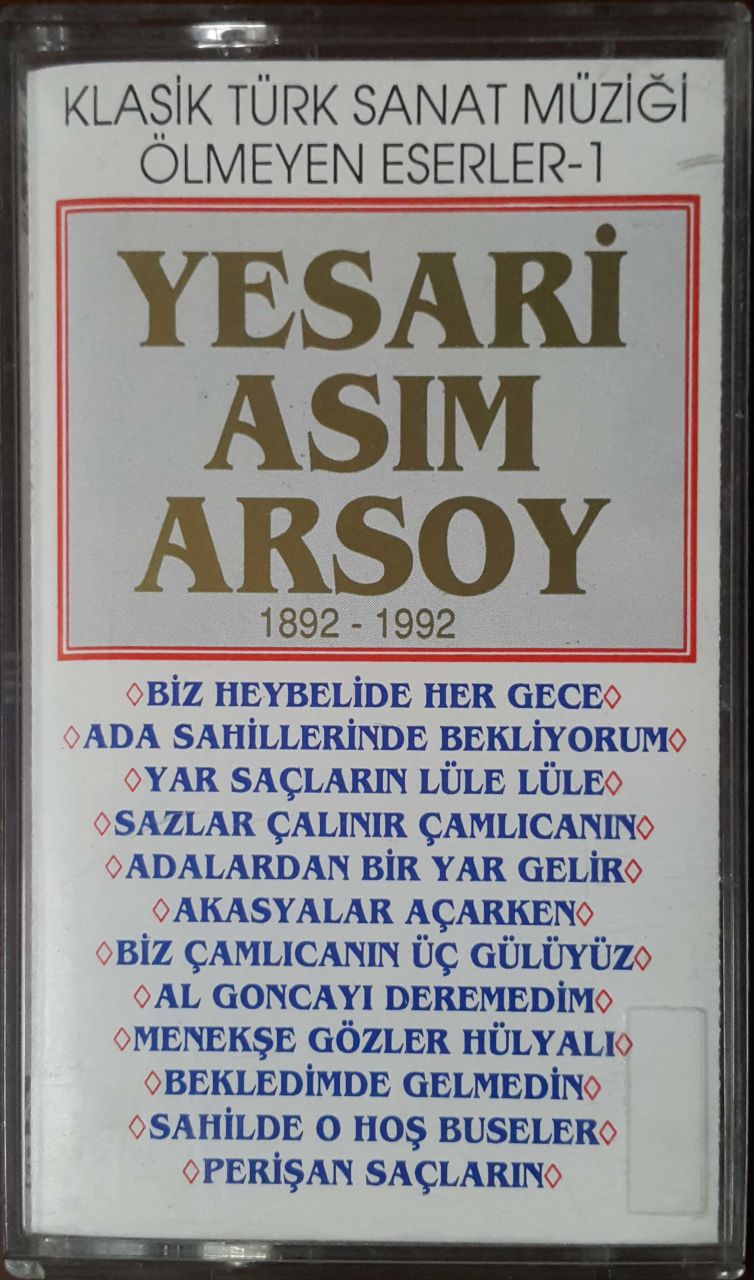 KLASİK TÜRK SANAT MÜZİĞİ
ÖLMEYEN ESERLER-1
YESARİ
ASIM
ARSOY
1892 - 1992
◊BİZ HEYBELİDE HER GECE◊
◊ADA SAHİLLERİNDE BEKLİYORUM◊
◊YAR SAÇLARIN LÜLE LÜLE◊
◊SAZLAR ÇALINIR ÇAMLICANIN◊
◊ADALARDAN BİR YAR GELİR◊
◊AKASYALAR AÇARKEN◊
◊BİZ ÇAMLICANIN ÜÇ GÜLÜYÜZ◊
◊AL GONCAYI DEREMEDİM◊
◊MENEKŞE GÖZLER HÜLYALI◊
◊BEKLEDİMDE GELMEDİN◊
◊SAHİLDE O HOŞ BUSELER◊
◊PERİŞAN SAÇLARIN◊